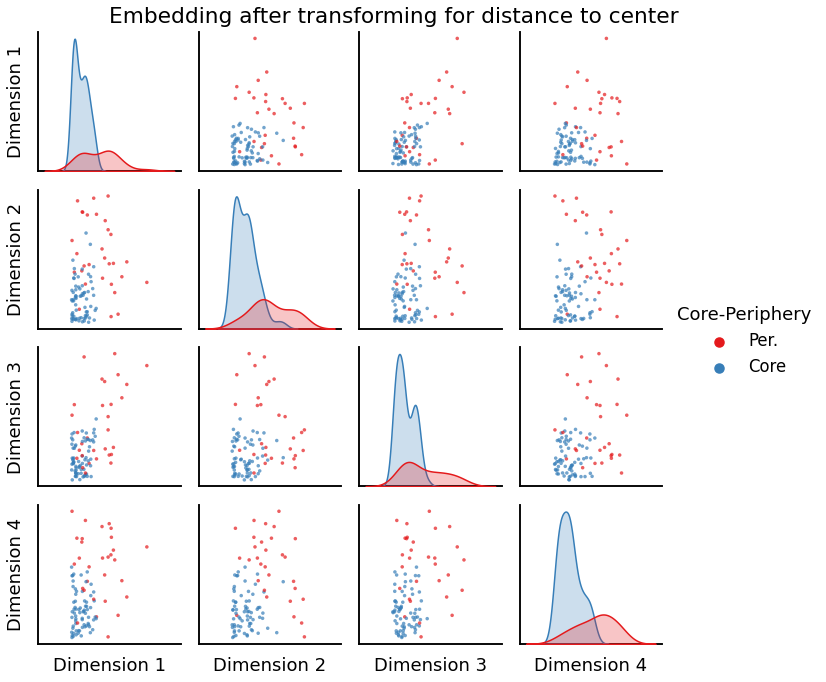 Embedding after transforming for distance to center
Dimension 1
Dimension 2
Dimension 3
Dimension 4
Core-Periphery
Per.
Core
Dimension 1
Dimension 2
Dimension 3
Dimension 4